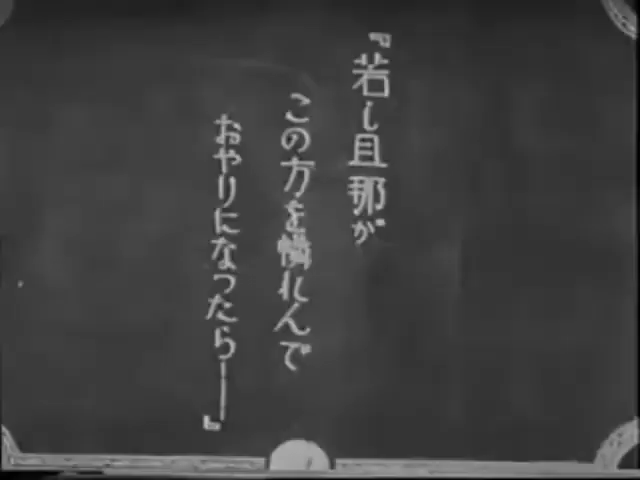 『若し旦那が
この方を憐れんで
おやりになったら――』